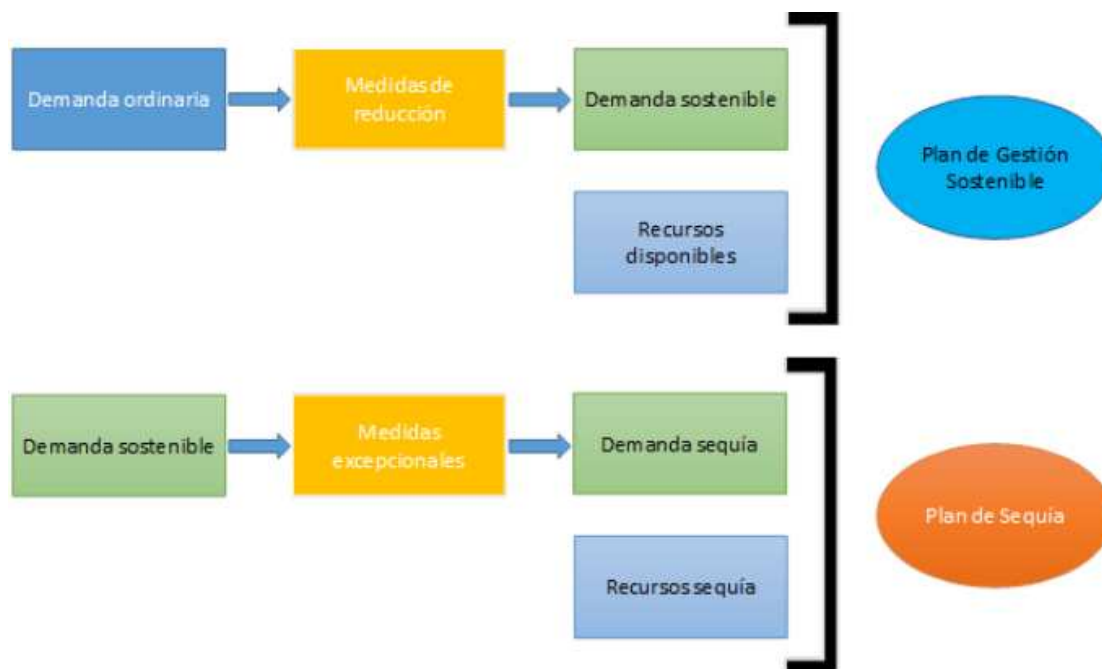 Demanda ordinaria
Medidas de
reducción
Demanda sostenible
Recursos
disponibles
Plan de Gestión
Sostenible
Demanda sostenible
Medidas
excepcionales
Demanda sequía
Recursos sequía
Plan de Sequía